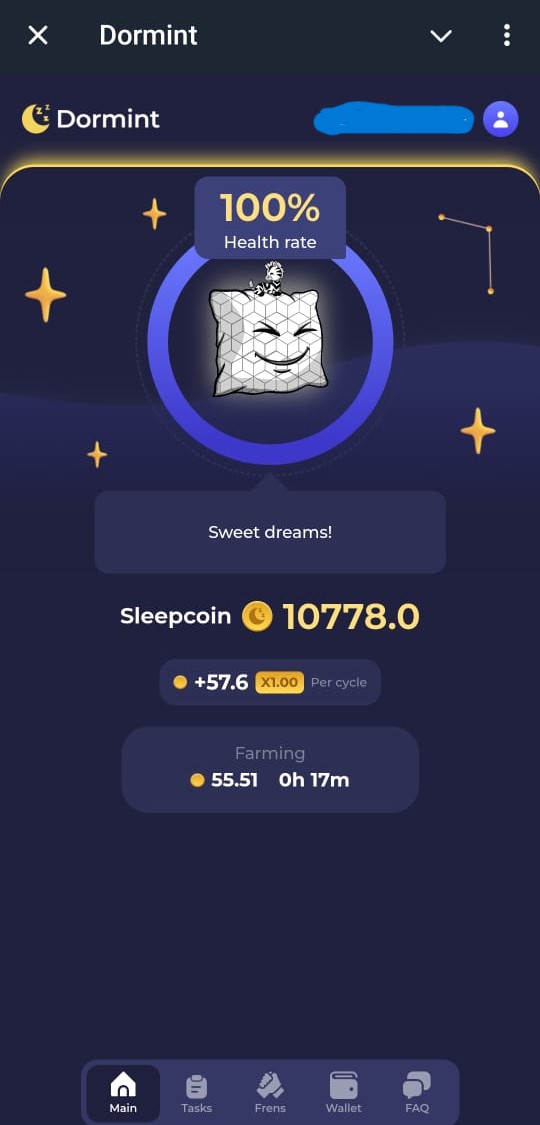 Dormint
Dormint
100%
Health rate
Sweet dreams!
Sleepcoin 10778.0
+57.6 X1.00 Per cycle
Farming
55.51 0h 17m
Main Tasks Frens Wallet FAQ